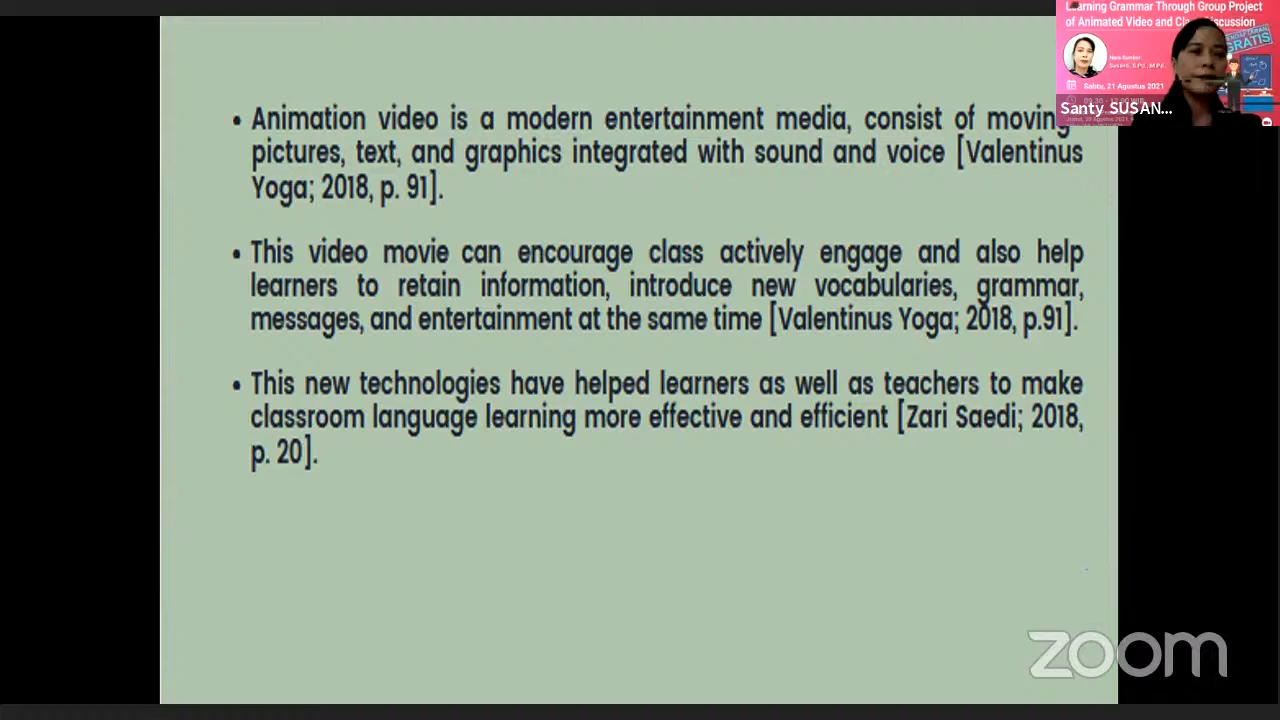 Learning Grammar Through Group Project
of Animated Video and Class Discussion
GRATIS
Sabtu, 21 Agustus 2021
Santy SUSAN...
• Animation video is a modern entertainment media, consist of moving
pictures, text, and graphics integrated with sound and voice [Valentinus
Yoga; 2018, p. 91].
• This video movie can encourage class actively engage and also help
learners to retain information, introduce new vocabularies, grammar,
messages, and entertainment at the same time [Valentinus Yoga; 2018, p.91].
• This new technologies have helped learners as well as teachers to make
classroom language learning more effective and efficient [Zari Saedi; 2018,
p. 20].
zoom